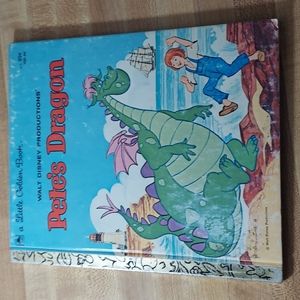 a Little Golden Book
WALT DISNEY PRODUCTIONS'
Pete's Dragon